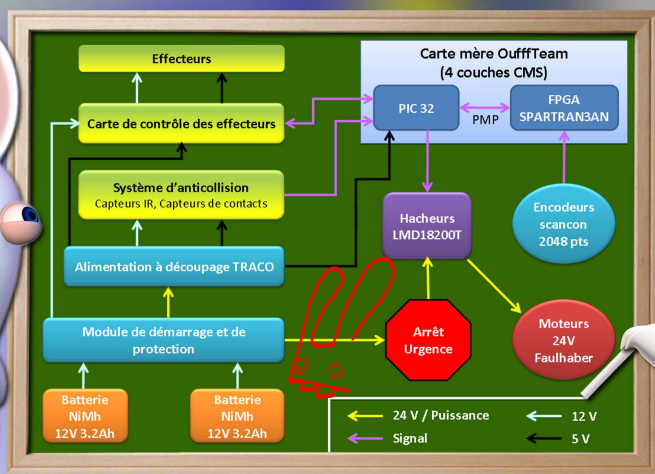 Effecteurs
Carte mère OufffTeam
(4 couches CMS)
Carte de contrôle des effecteurs
PIC 32
PMP
FPGA
SPARTRAN3AN
Système d'anticollision
Capteurs IR, Capteurs de contacts
Hacheurs
LMD18200T
Encodeurs
scancon
2048 pts
Alimentation à découpage TRACO
Module de démarrage et de
protection
Arrêt
Urgence
Moteurs
24V
Faulhaber
Batterie
NiMh
12V 3.2Ah
Batterie
NiMh
12V 3.2Ah
24 V / Puissance
12 V
Signal
5 V